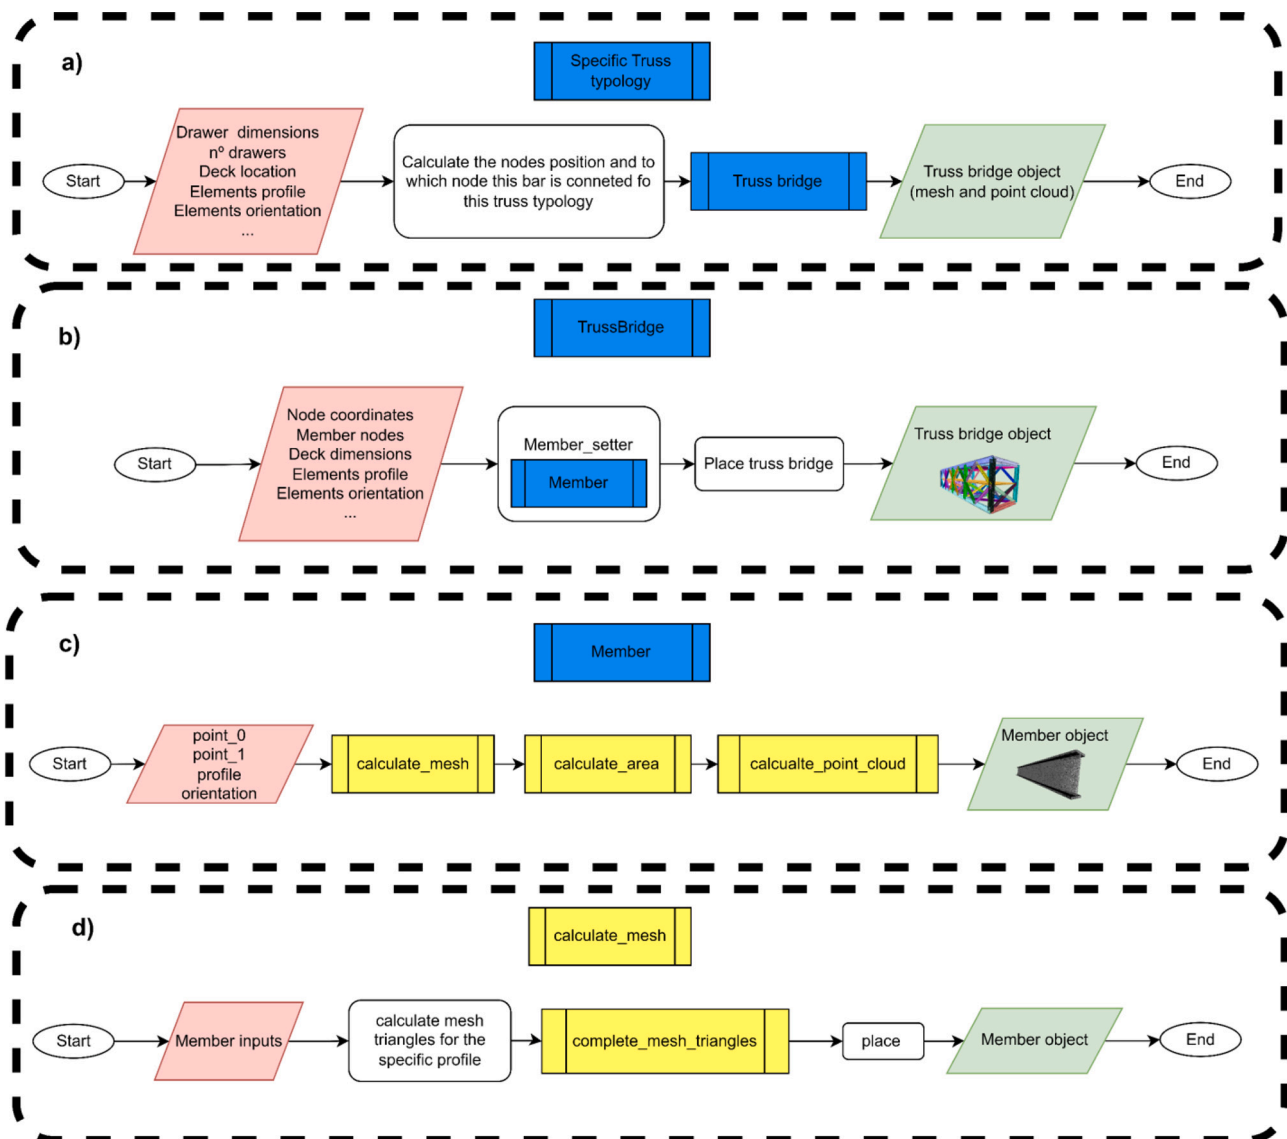 a)
Specific Truss
typology
Start
Drawer dimensions
nº drawers
Deck location
Elements profile
Elements orientation
...
Calculate the nodes position and to
which node this bar is conneted fo
this truss typology
Truss bridge
Truss bridge object
(mesh and point cloud)
End
b)
TrussBridge
Start
Node coordinates
Member nodes
Deck dimensions
Elements profile
Elements orientation
...
Member_setter
Member
Place truss bridge
Truss bridge object
End
c)
Member
Start
point_0
point_1
profile
orientation
calculate_mesh
calculate_area
calcualte_point_cloud
Member object
End
d)
calculate_mesh
Start
Member inputs
calculate mesh
triangles for the
specific profile
complete_mesh_triangles
place
Member object
End